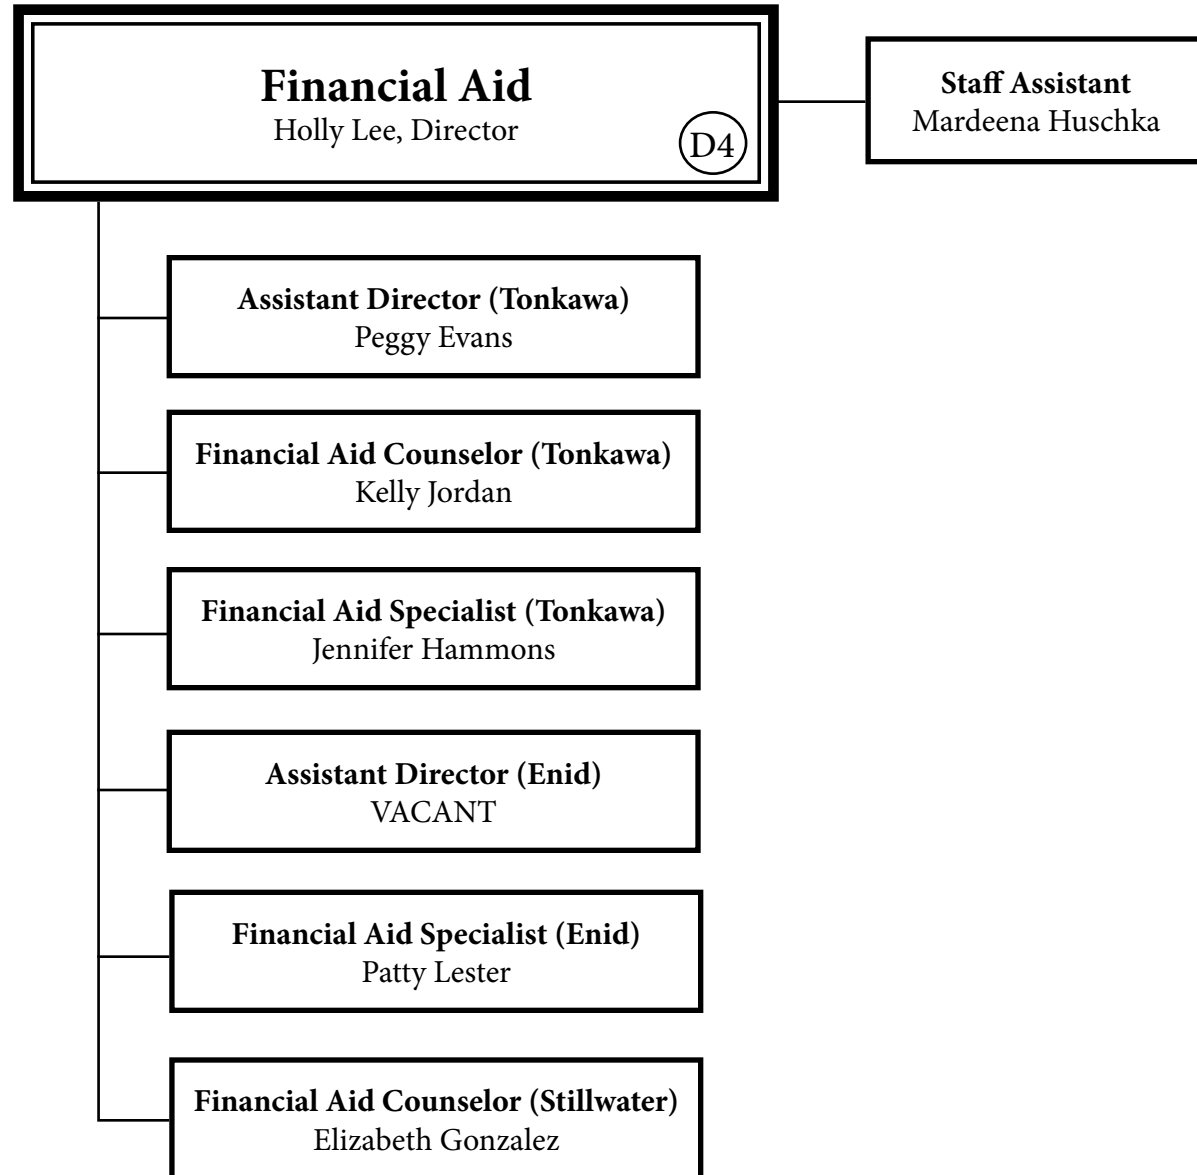 Financial Aid
Holly Lee, Director
D4
Staff Assistant
Mardeena Huschka
Assistant Director (Tonkawa)
Peggy Evans
Financial Aid Counselor (Tonkawa)
Kelly Jordan
Financial Aid Specialist (Tonkawa)
Jennifer Hammons
Assistant Director (Enid)
VACANT
Financial Aid Specialist (Enid)
Patty Lester
Financial Aid Counselor (Stillwater)
Elizabeth Gonzalez